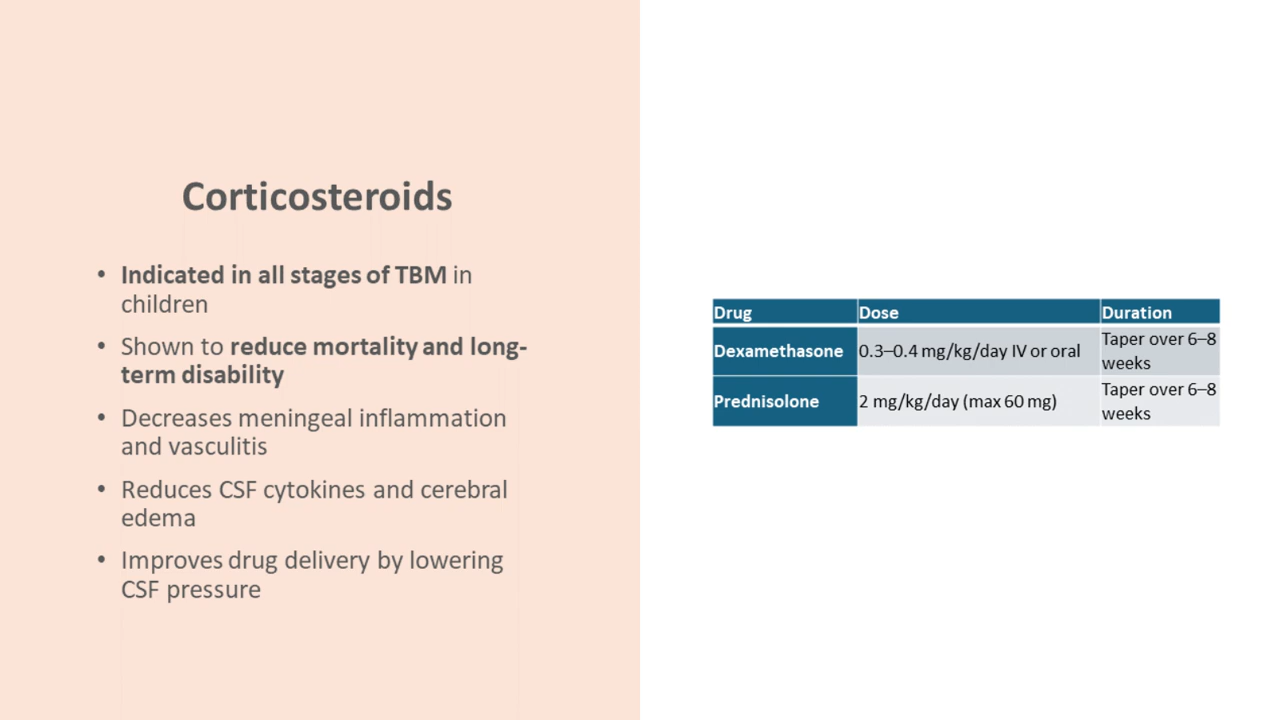 Corticosteroids
• Indicated in all stages of TBM in
children
• Shown to reduce mortality and long-
term disability
• Decreases meningeal inflammation
and vasculitis
• Reduces CSF cytokines and cerebral
edema
• Improves drug delivery by lowering
CSF pressure
Drug Dose Duration
Dexamethasone 0.3–0.4 mg/kg/day IV or oral Taper over 6–8
weeks
Prednisolone 2 mg/kg/day (max 60 mg) Taper over 6–8
weeks